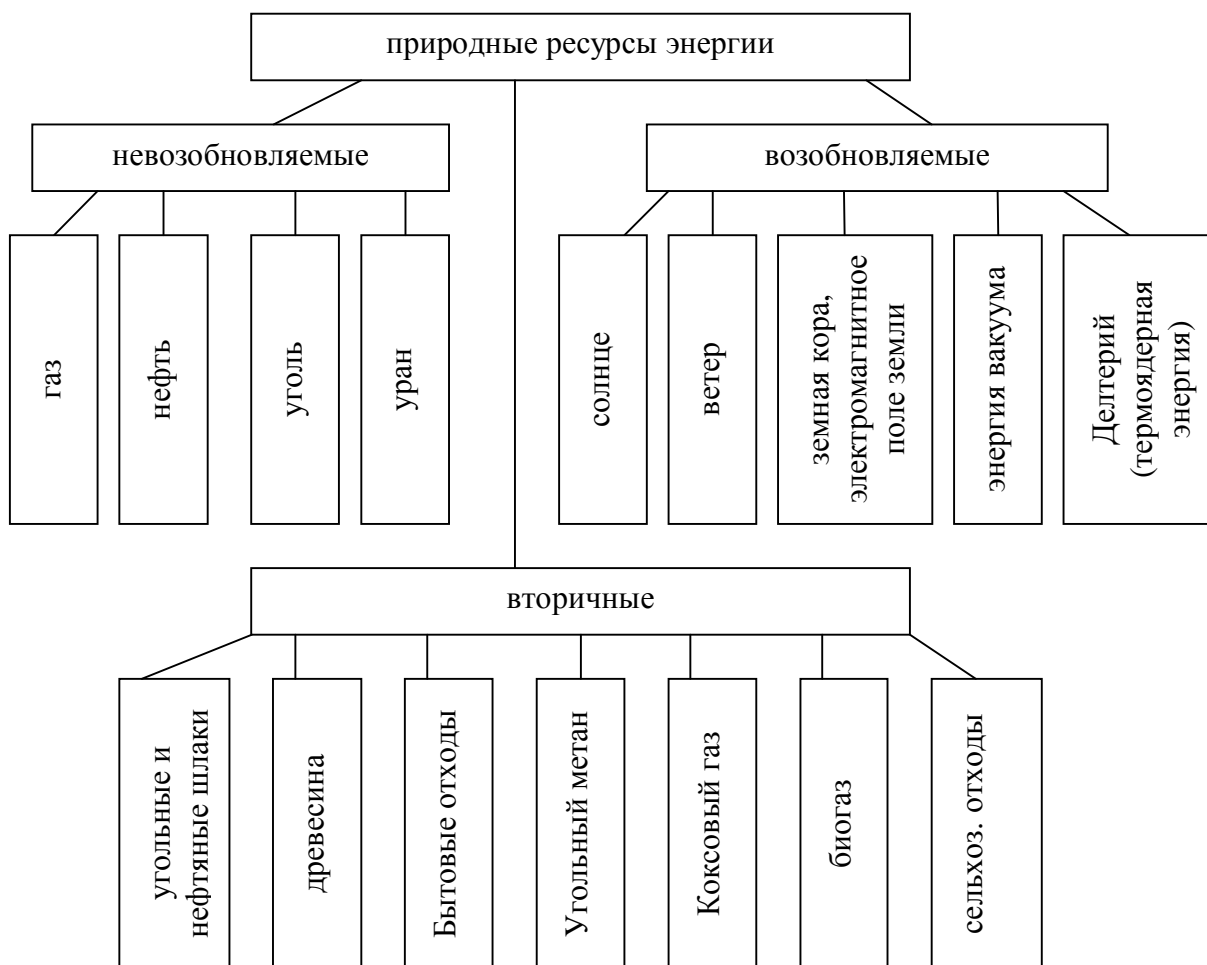 природные ресурсы энергии
невозобновляемые
возобновляемые
газ
нефть
уголь
уран
солнце
ветер
земная кора,
электромагнитное
поле земли
энергия вакуума
Делтерий
(термоядерная
энергия)
вторичные
угольные и
нефтяные шлаки
древесина
Бытовые отходы
Угольный метан
Коксовый газ
биогаз
сельхоз. отходы